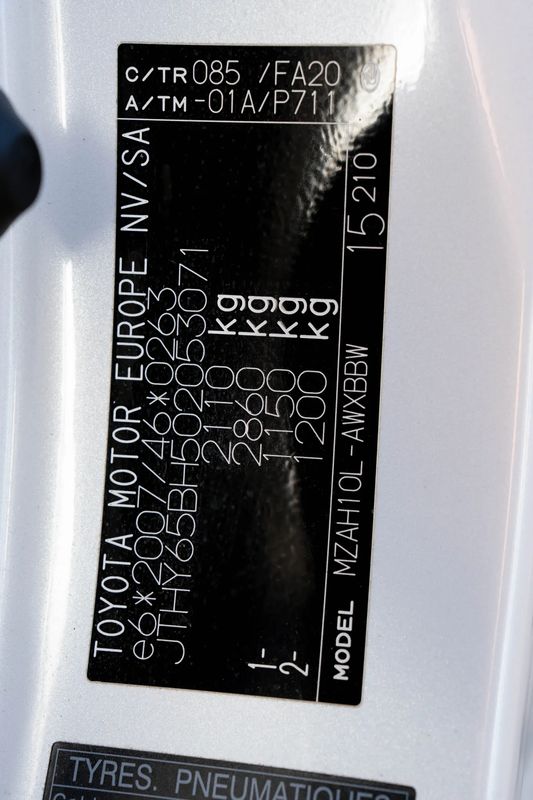 C/TR 085 /FA20
A/TM -01A/P711
TOYOTA MOTOR EUROPE NV/SA
e6*2007/46*0263
JTHY65BH502053071
2110 kg
2860 kg
1- 1150 kg
2- 1200 kg
MODEL MZAH10L-AWXBBW 15 210
TYRES. PNEUMATIQUES